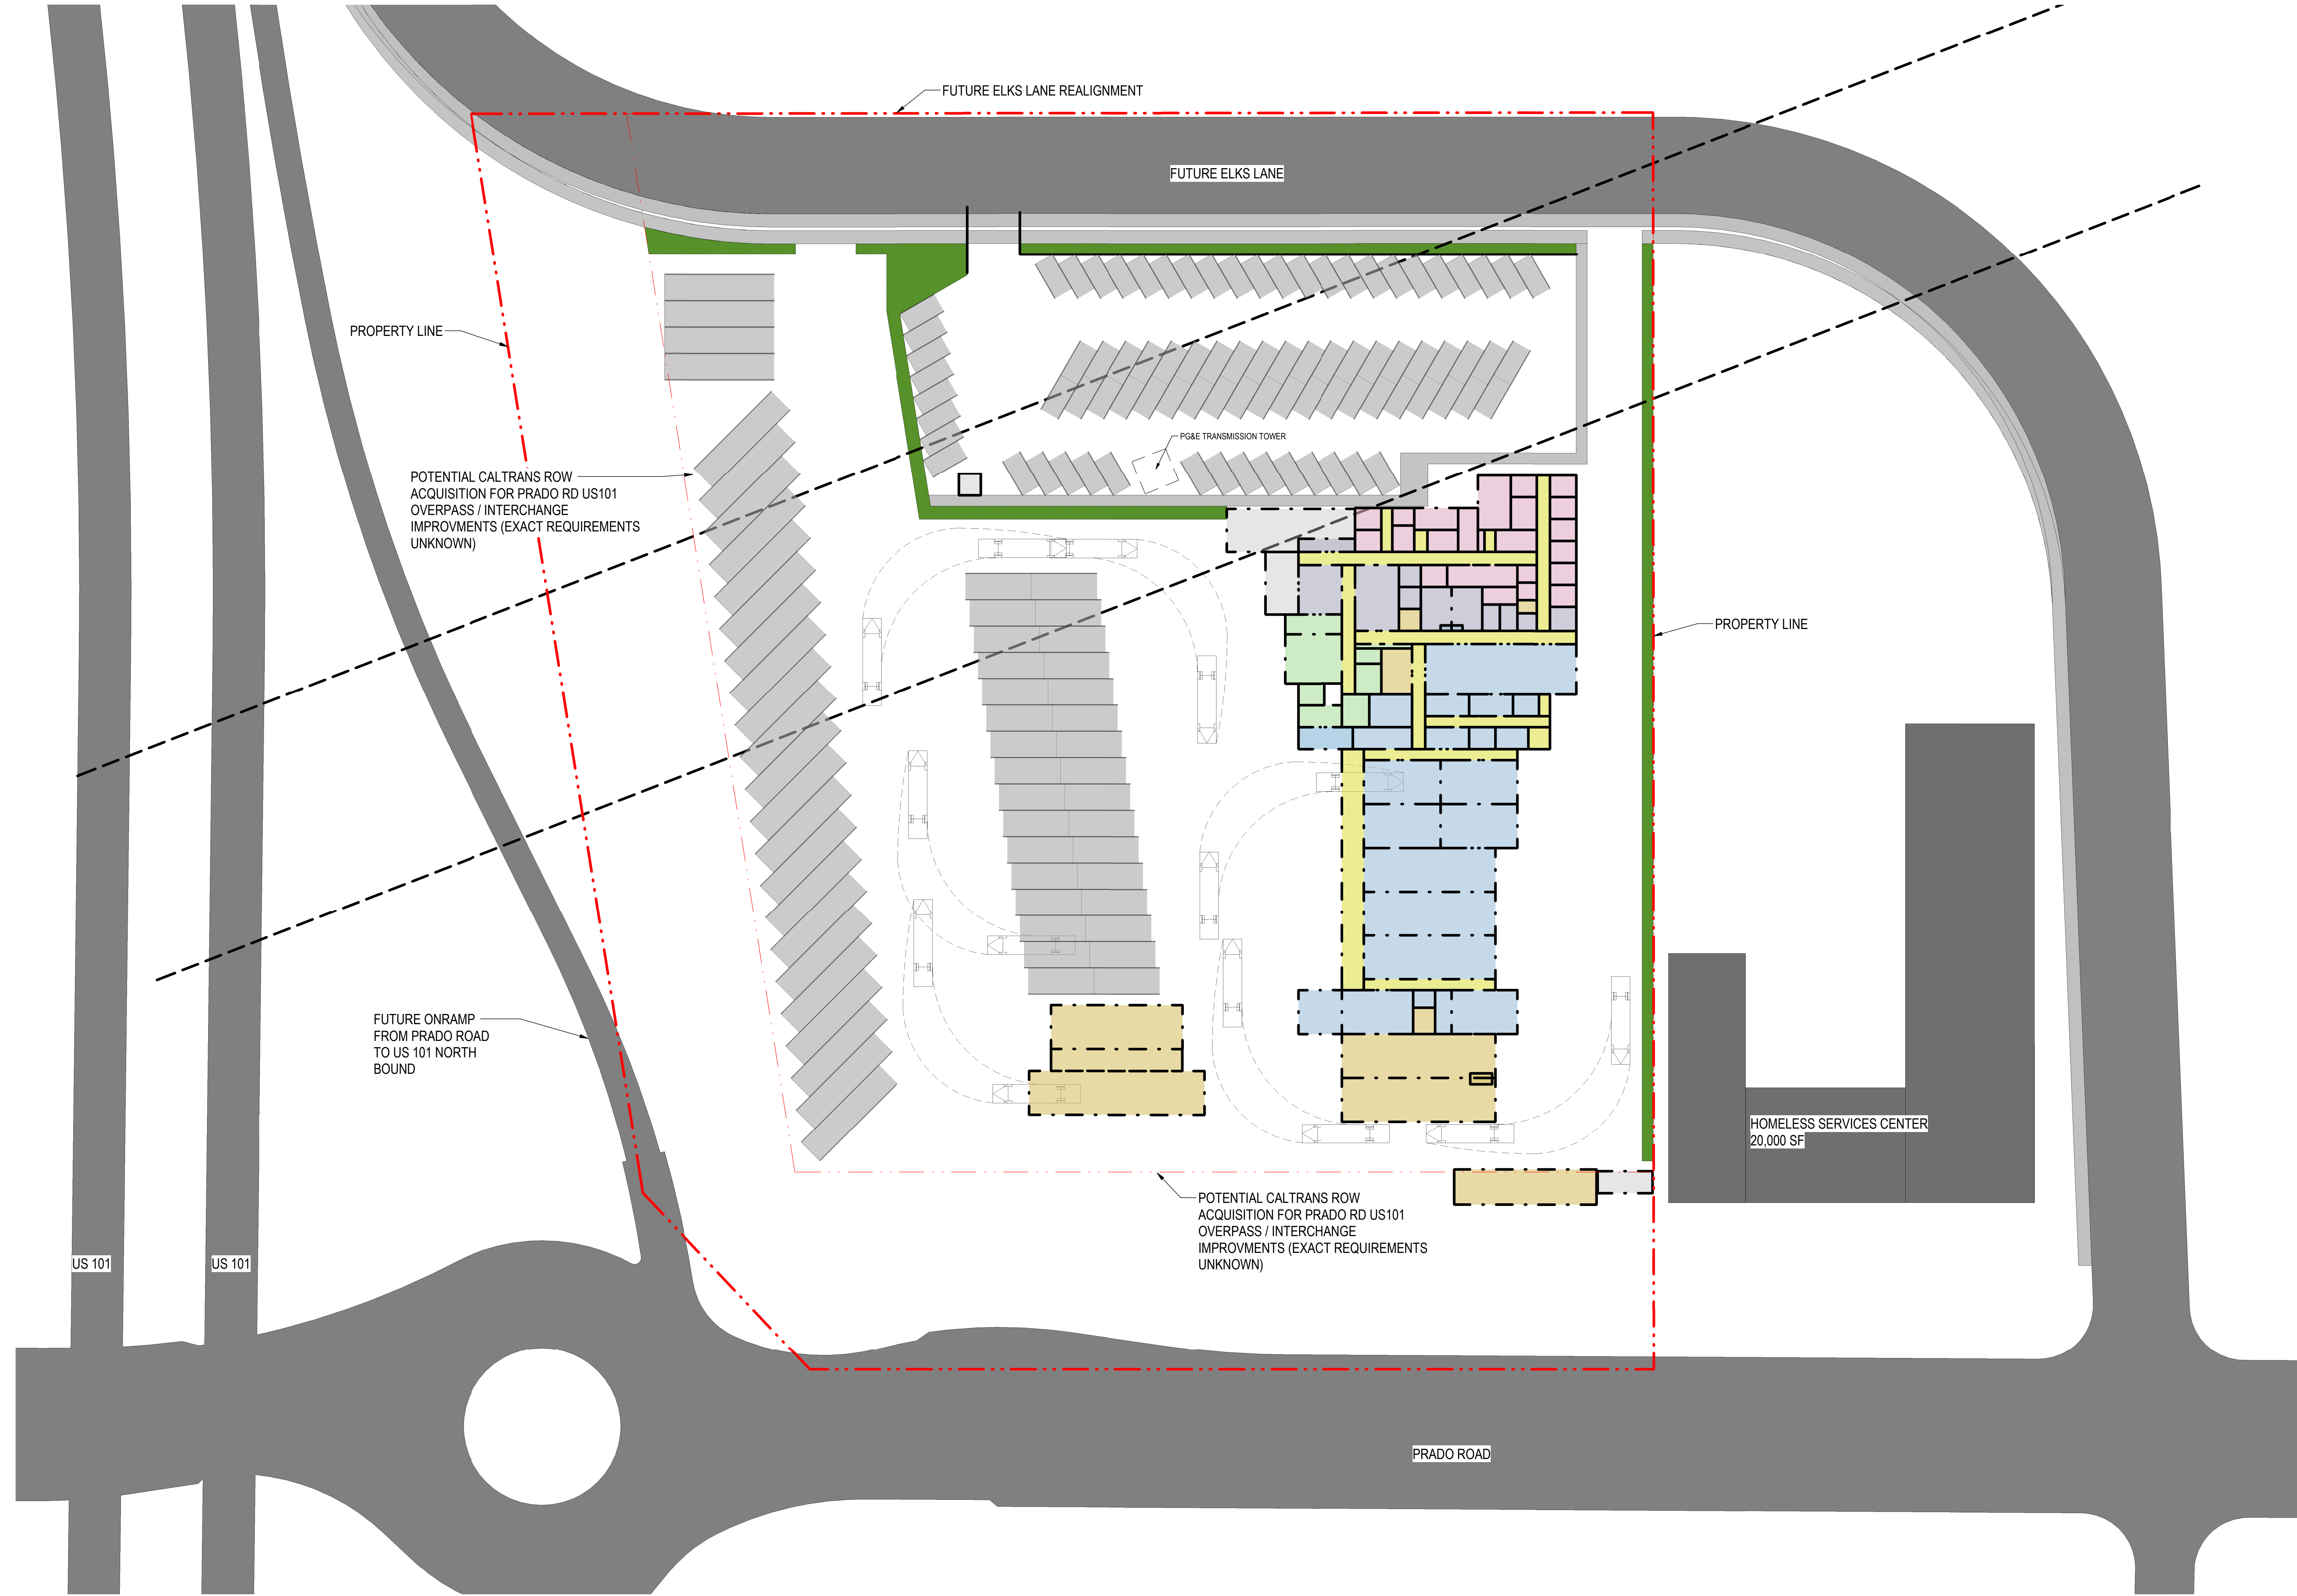 FUTURE ELKS LANE REALIGNMENT
FUTURE ELKS LANE
PROPERTY LINE
PG&E TRANSMISSION TOWER
POTENTIAL CALTRANS ROW
ACQUISITION FOR PRADO RD US101
OVERPASS / INTERCHANGE
IMPROVMENTS (EXACT REQUIREMENTS
UNKNOWN)
PROPERTY LINE
FUTURE ONRAMP
FROM PRADO ROAD
TO US 101 NORTH
BOUND
HOMELESS SERVICES CENTER
20,000 SF
POTENTIAL CALTRANS ROW
ACQUISITION FOR PRADO RD US101
OVERPASS / INTERCHANGE
IMPROVMENTS (EXACT REQUIREMENTS
UNKNOWN)
US 101
US 101
PRADO ROAD